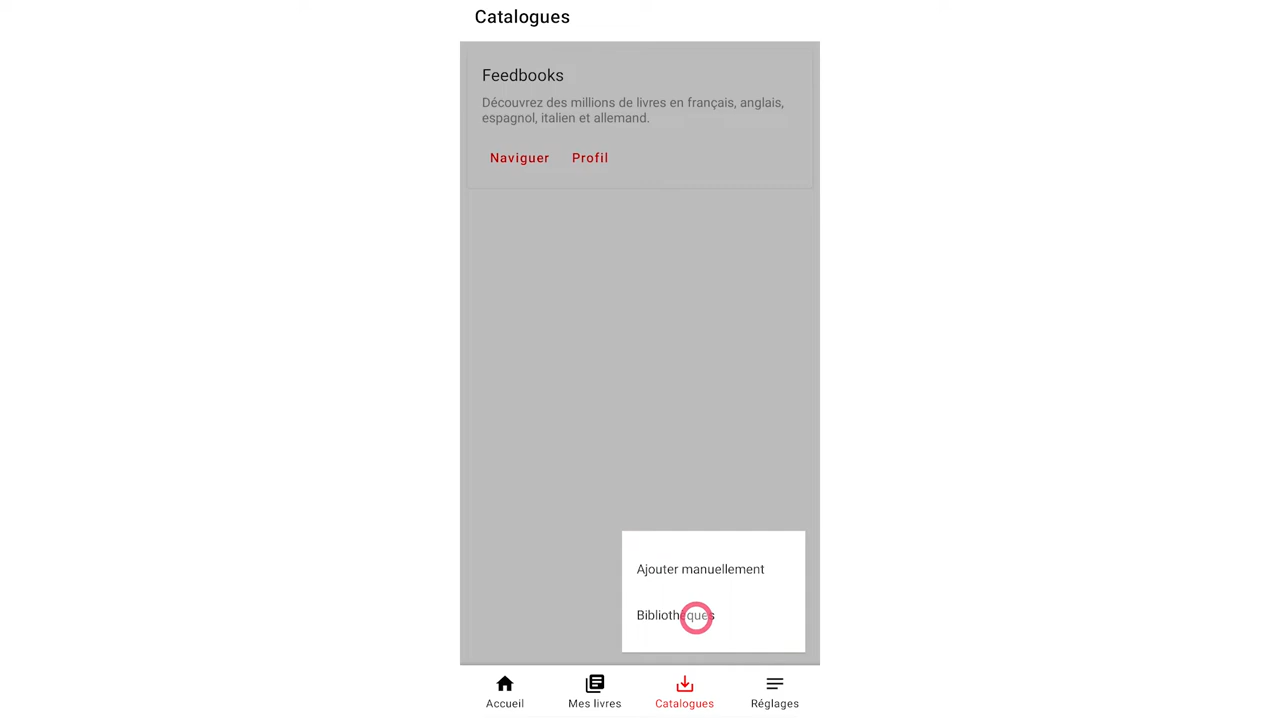 Catalogues
Feedbooks
Découvrez des millions de livres en français, anglais,
espagnol, italien et allemand.
Naviguer Profil
Ajouter manuellement
Bibliothèques
Accueil Mes livres Catalogues Réglages